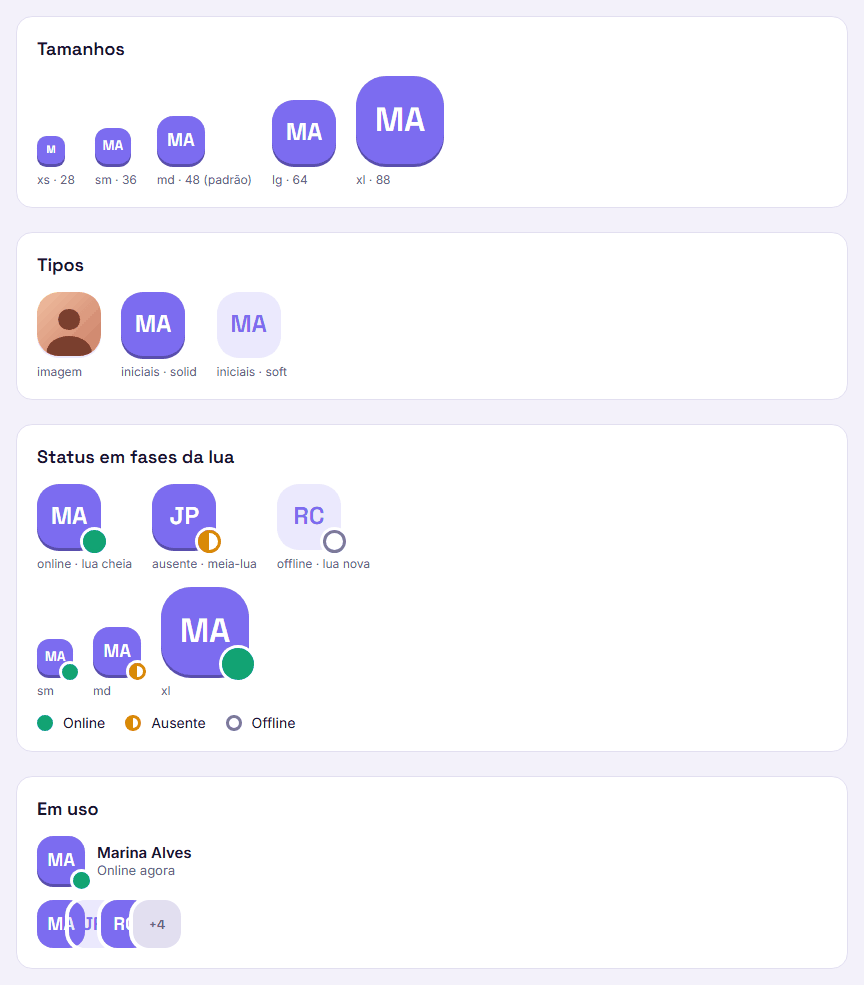 Tamanhos
M MA MA MA MA
xs · 28 sm · 36 md · 48 (padrão) lg · 64 xl · 88
Tipos
MA MA
imagem iniciais · solid iniciais · soft
Status em fases da lua
MA JP RC
online · lua cheia ausente · meia-lua offline · lua nova
MA MA MA
sm md xl
Online Ausente Offline
Em uso
MA
Marina Alves
Online agora
MA +4